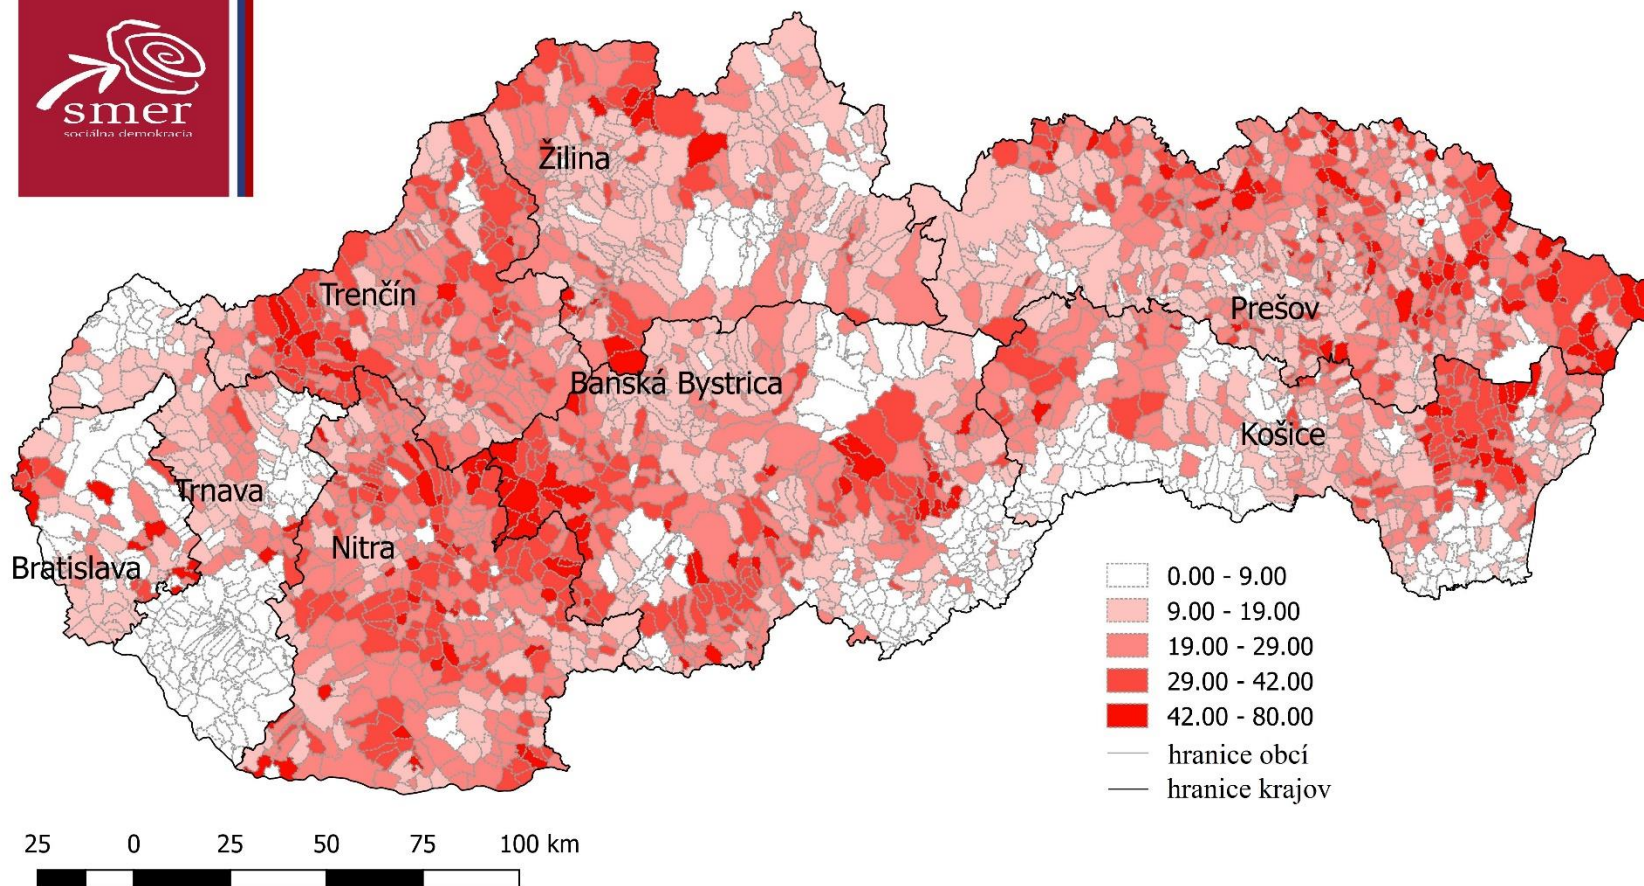 smer
sociálna demokracia
Žilina
Trenčín
Prešov
Banská Bystrica
Košice
Trnava
Nitra
Bratislava
0.00 - 9.00
9.00 - 19.00
19.00 - 29.00
29.00 - 42.00
42.00 - 80.00
hranice obcí
hranice krajov
25 0 25 50 75 100 km